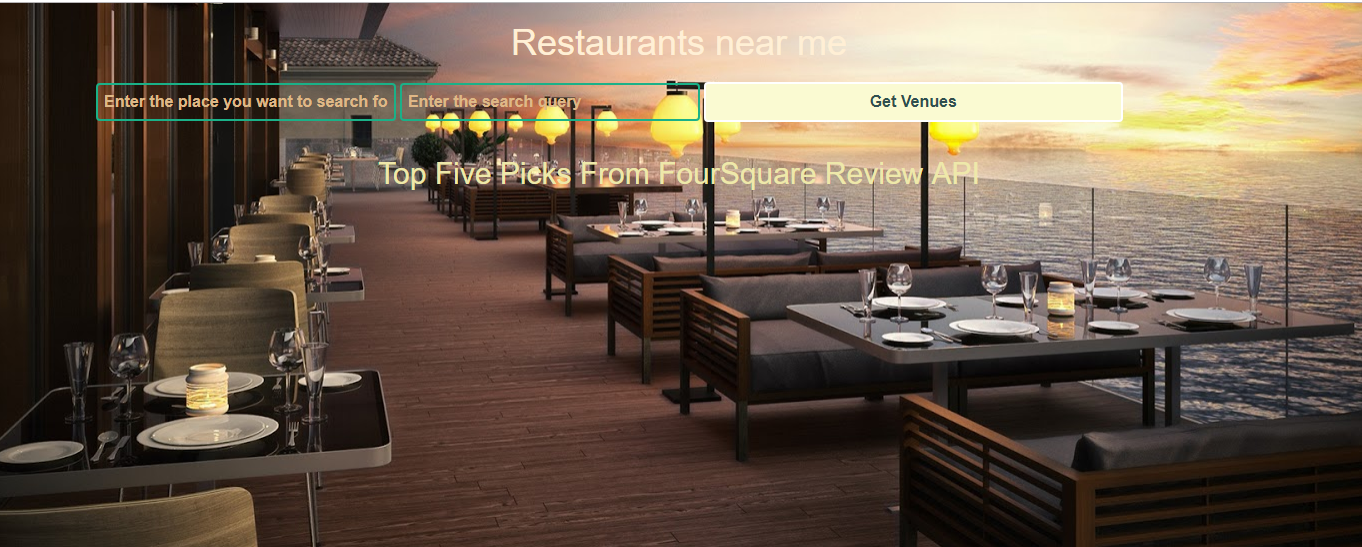 Restaurants near me
Enter the place you want to search fo
Enter the search query
Get Venues
Top Five Picks From FourSquare Review API